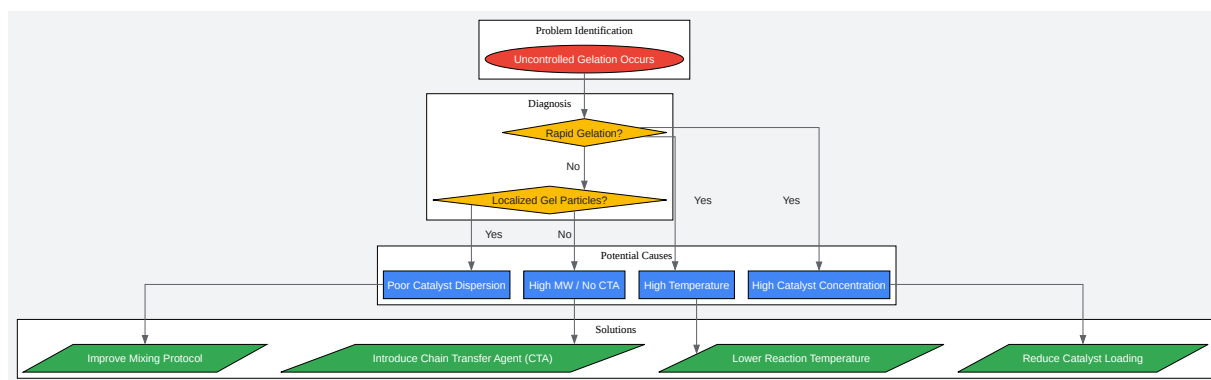 Problem Identification
Uncontrolled Gelation Occurs
Diagnosis
Rapid Gelation?
No
Localized Gel Particles?
Yes
Yes
Yes
No
Potential Causes
Poor Catalyst Dispersion
High MW / No CTA
High Temperature
High Catalyst Concentration
Solutions
Improve Mixing Protocol
Introduce Chain Transfer Agent (CTA)
Lower Reaction Temperature
Reduce Catalyst Loading